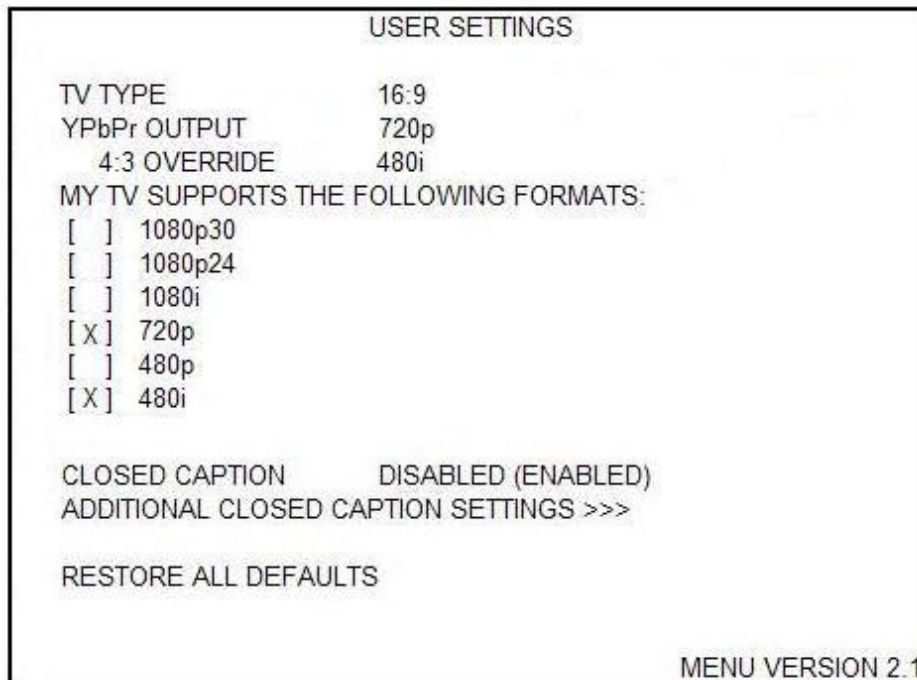 USER SETTINGS
TV TYPE 16:9
YPbPr OUTPUT 720p
4:3 OVERRIDE 480i
MY TV SUPPORTS THE FOLLOWING FORMATS:
[ ] 1080p30
[ ] 1080p24
[ ] 1080i
[ X ] 720p
[ ] 480p
[ X ] 480i
CLOSED CAPTION DISABLED (ENABLED)
ADDITIONAL CLOSED CAPTION SETTINGS >>>
RESTORE ALL DEFAULTS
MENU VERSION 2.1